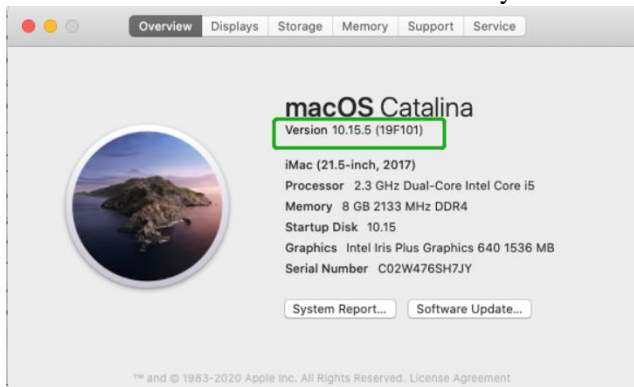 Overview Displays Storage Memory Support Service
macOS Catalina
Version 10.15.5 (19F101)
iMac (21.5-inch, 2017)
Processor 2.3 GHz Dual-Core Intel Core i5
Memory 8 GB 2133 MHz DDR4
Startup Disk 10.15
Graphics Intel Iris Plus Graphics 640 1536 MB
Serial Number C02W476SH7JY
System Report... Software Update...
™ and © 1983-2020 Apple Inc. All Rights Reserved. License Agreement